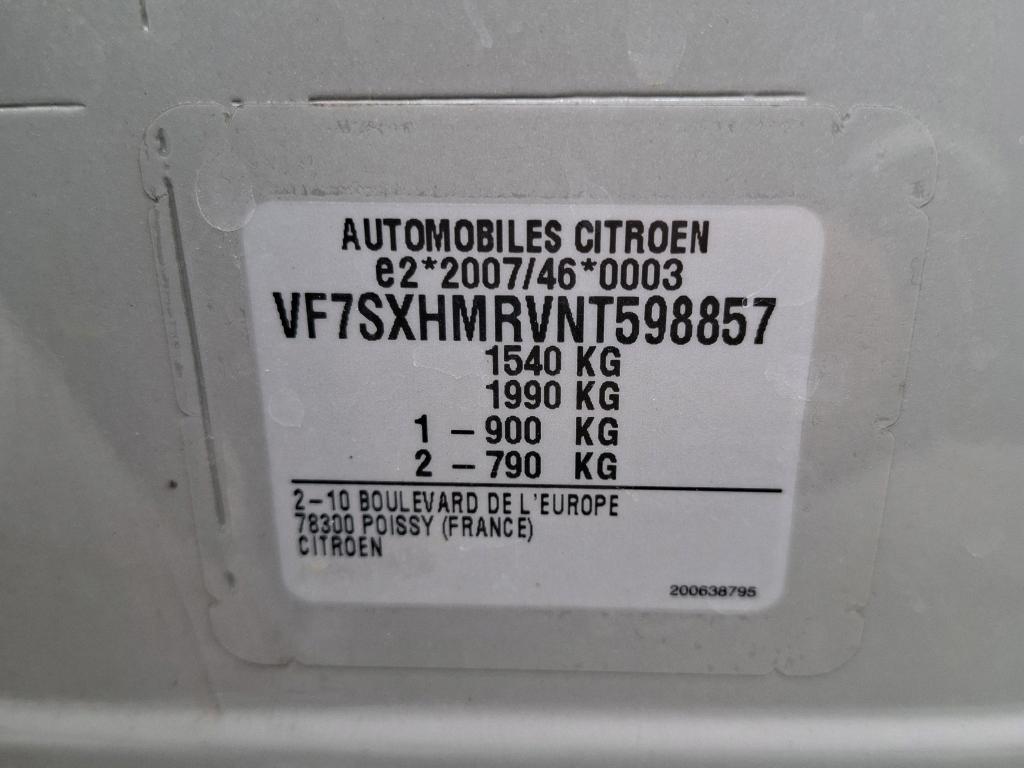 AUTOMOBILES CITROEN
e2*2007/46*0003
VF7SXHMRVNT598857
1540 KG
1990 KG
1 -900 KG
2 -790 KG
2-10 BOULEVARD DE L'EUROPE
78300 POISSY (FRANCE)
CITROEN
200638795